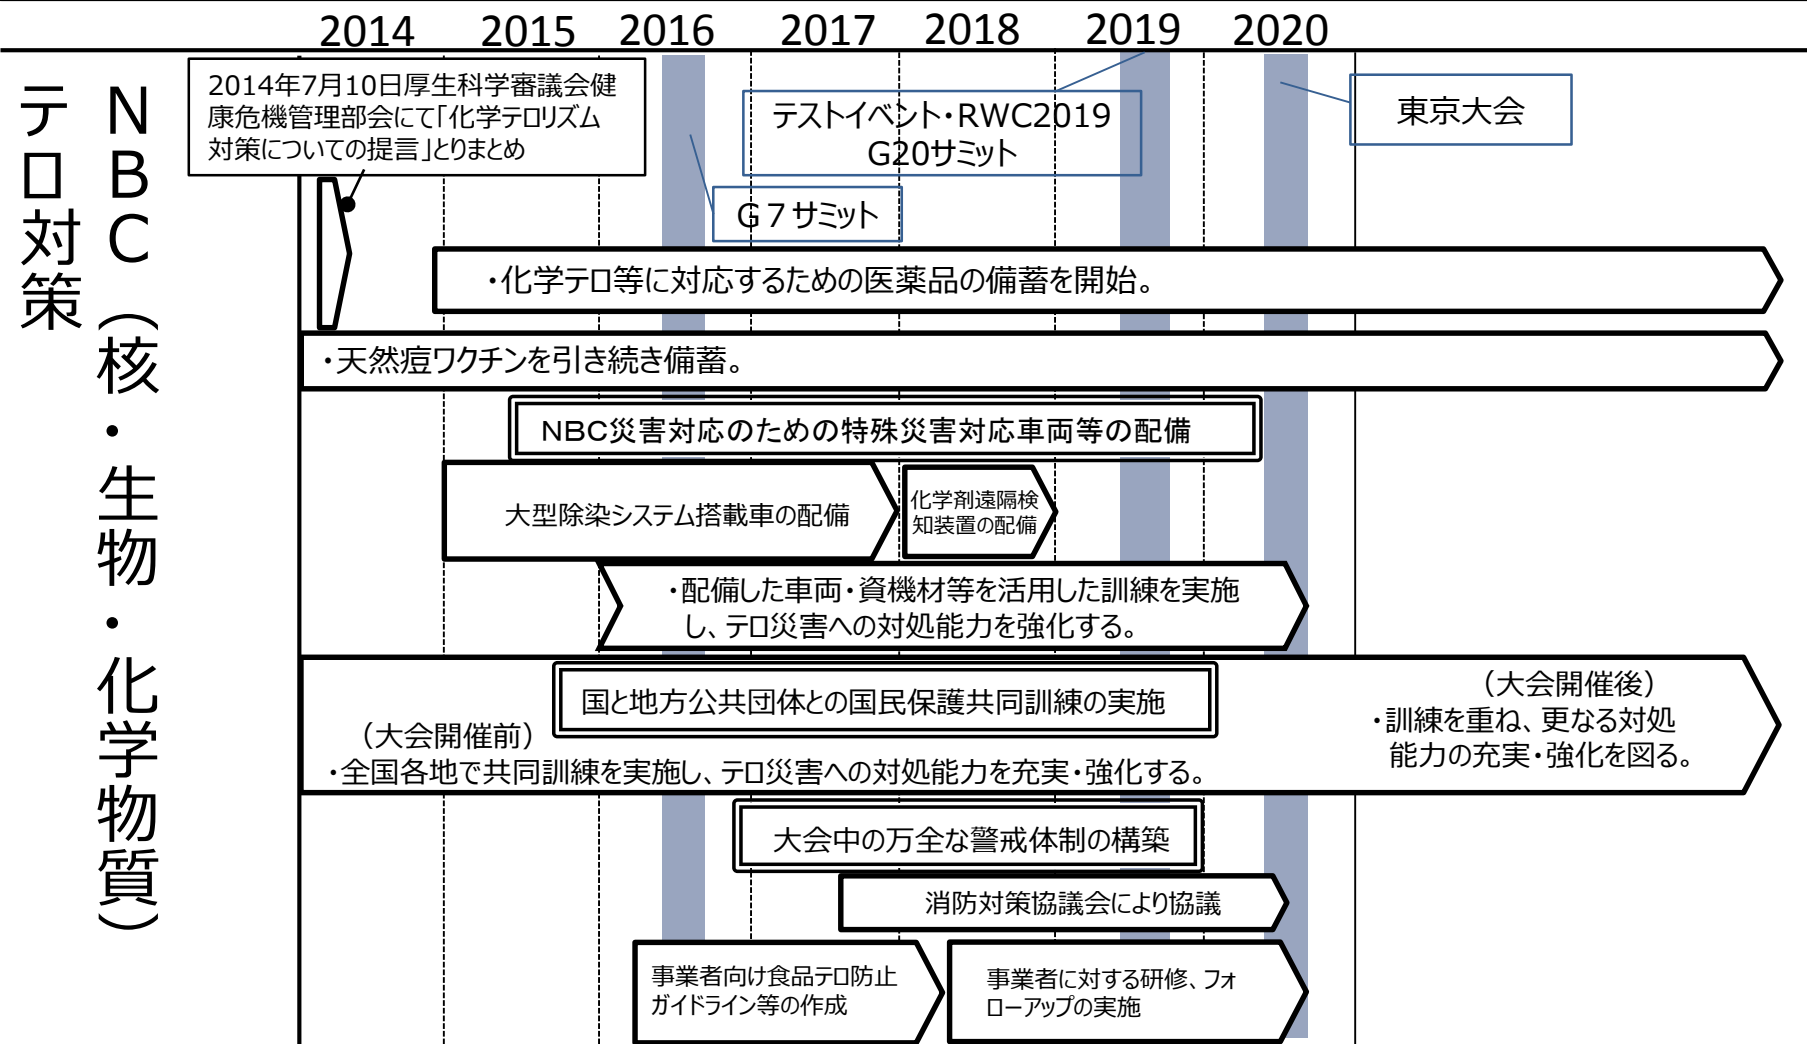 2014 2015 2016 2017 2018 2019 2020
NBC（核・生物・化学物質）
テロ対策
2014年7月10日厚生科学審議会健
康危機管理部会にて「化学テロリズム
対策についての提言」とりまとめ
テストイベント・RWC2019
G20サミット
東京大会
G７サミット
・化学テロ等に対応するための医薬品の備蓄を開始。
・天然痘ワクチンを引き続き備蓄。
NBC災害対応のための特殊災害対応車両等の配備
大型除染システム搭載車の配備
化学剤遠隔検
知装置の配備
・配備した車両・資機材等を活用した訓練を実施
し、テロ災害への対処能力を強化する。
国と地方公共団体との国民保護共同訓練の実施
（大会開催前）
・全国各地で共同訓練を実施し、テロ災害への対処能力を充実・強化する。
（大会開催後）
・訓練を重ね、更なる対処
能力の充実・強化を図る。
大会中の万全な警戒体制の構築
消防対策協議会により協議
事業者向け食品テロ防止
ガイドライン等の作成
事業者に対する研修、フォ
ローアップの実施